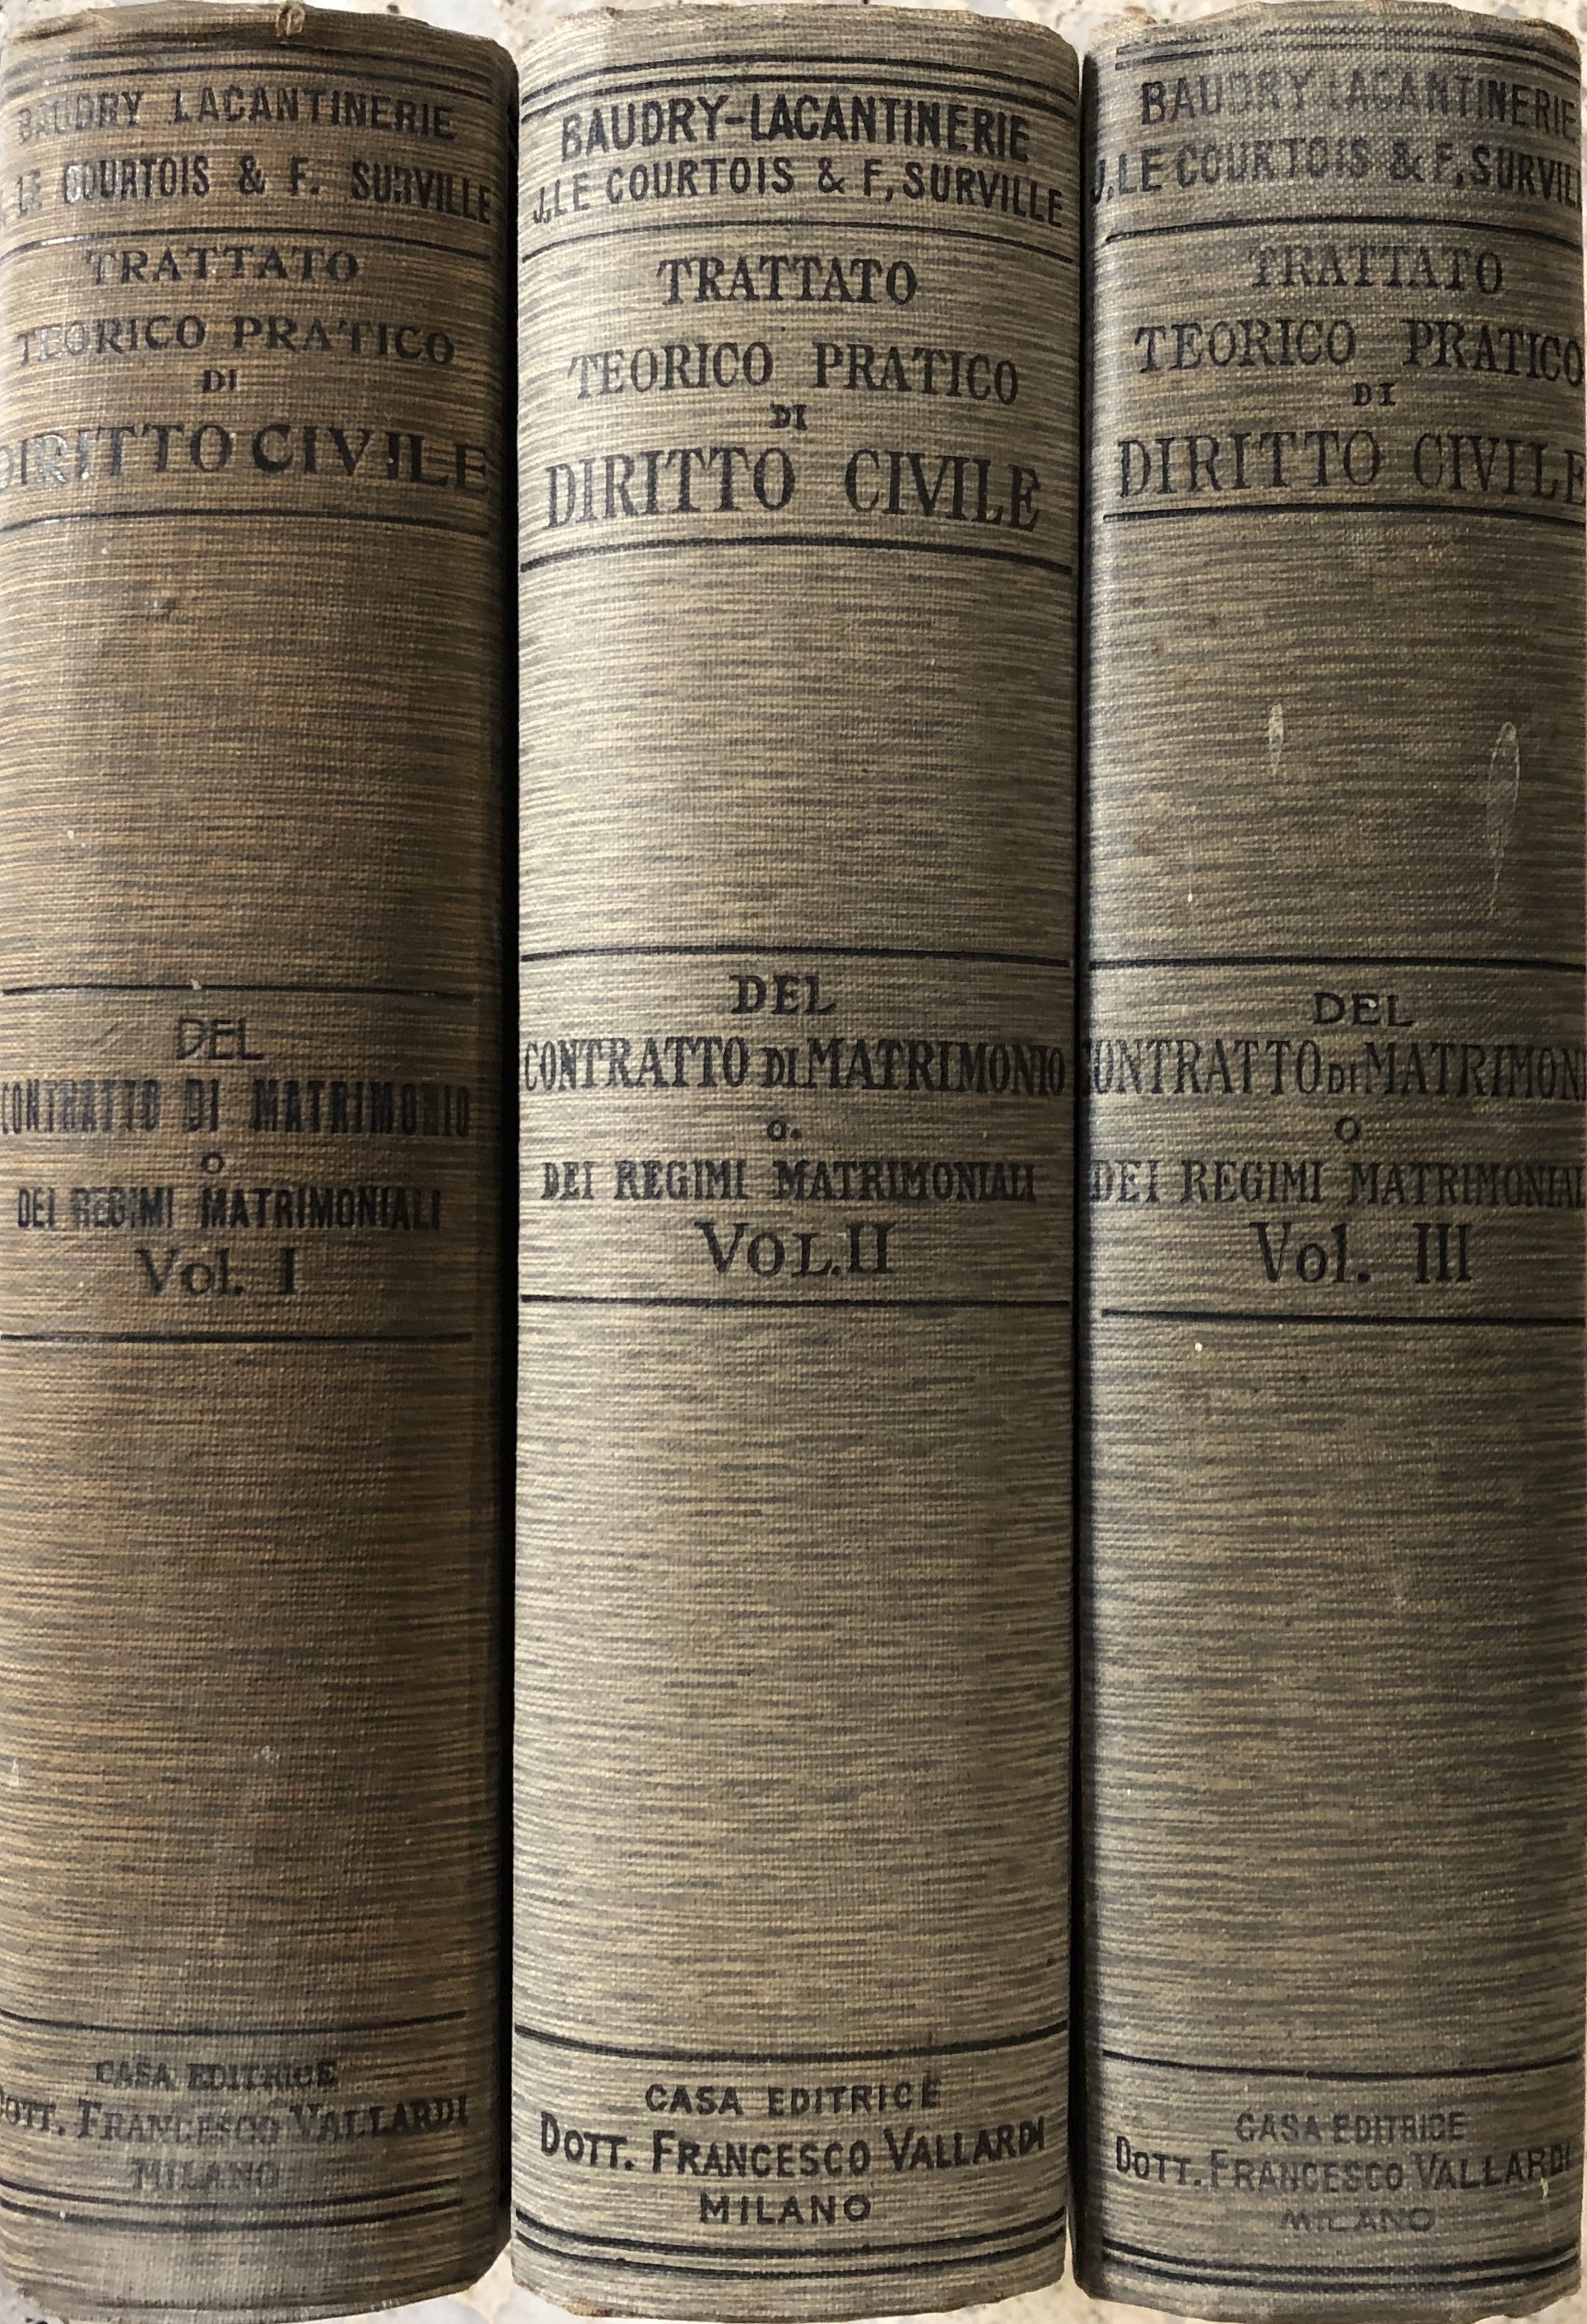 BAUDRY LACANTINERIE
LE COURTOIS & F. SURVILLE
TRATTATO
TEORICO PRATICO
DI
DIRITTO CIVILE
DEL
CONTRATTO DI MATRIMONIO
O
DEI REGIMI MATRIMONIALI
Vol. I
CASA EDITRICE
DOTT. FRANCESCO VALLARDI
MILANO
BAUDRY-LACANTINERIE
J. LE COURTOIS & F, SURVILLE
TRATTATO
TEORICO PRATICO
DI
DIRITTO CIVILE
DEL
CONTRATTO DI MATRIMONIO
O.
DEI REGIMI MATRIMONIALI
VOL. II
CASA EDITRICE
DOTT. FRANCESCO VALLARDI
MILANO
BAUDRY LACANTINERIE
J. LE COURTOIS & F, SURVILL
TRATTATO
TEORICO PRATICO
DI
DIRITTO CIVILE
DEL
CONTRATTO DI MATRIMONI
O
DEI REGIMI MATRIMONIAL
Vol. III
CASA EDITRICE
DOTT. FRANCESCO VALLARDI
MILANO